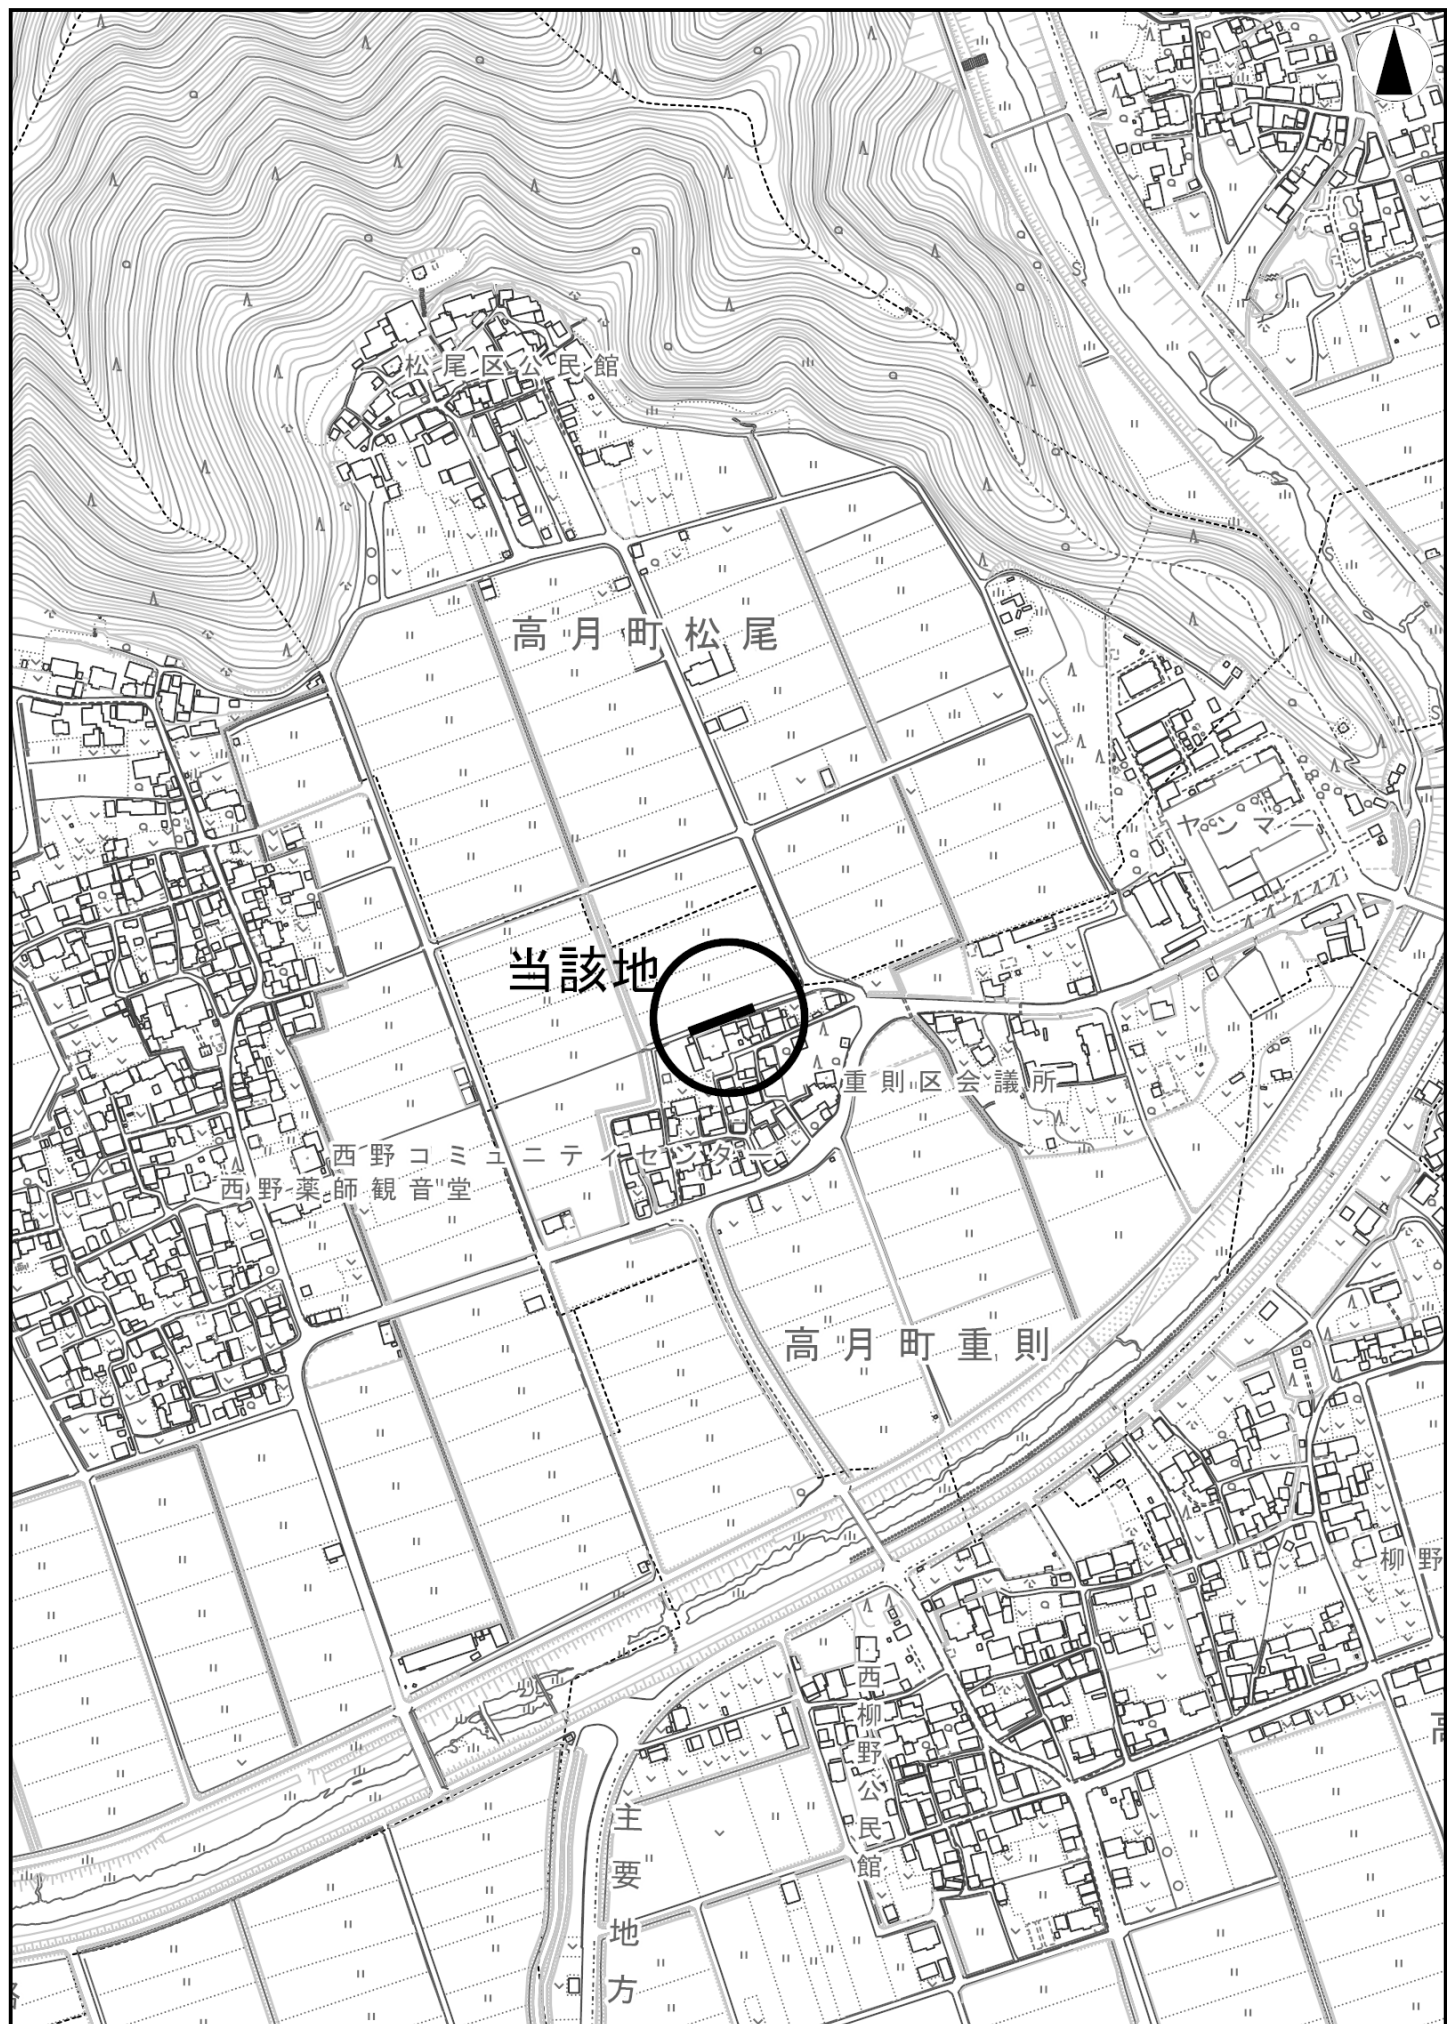 松尾区公民館
高月町松尾
ヤンマー
当該地
重則区会議所
西野コミュニティセンター
西野薬師観音堂
高月町重則
柳野
西柳野公民館
主要地方